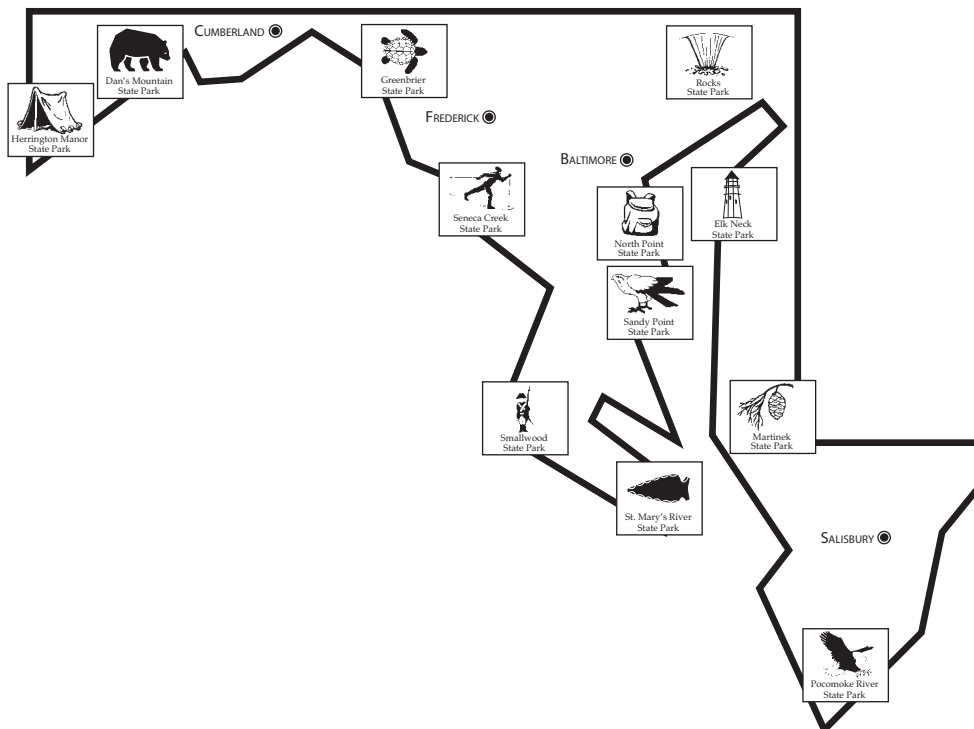 CUMBERLAND
Dan's Mountain
State Park
Greenbrier
State Park
Rocks
State Park
Herrington Manor
State Park
FREDERICK
BALTIMORE
Seneca Creek
State Park
North Point
State Park
Elk Neck
State Park
Sandy Point
State Park
Smallwood
State Park
Martinek
State Park
St. Mary's River
State Park
SALISBURY
Pocomoke River
State Park